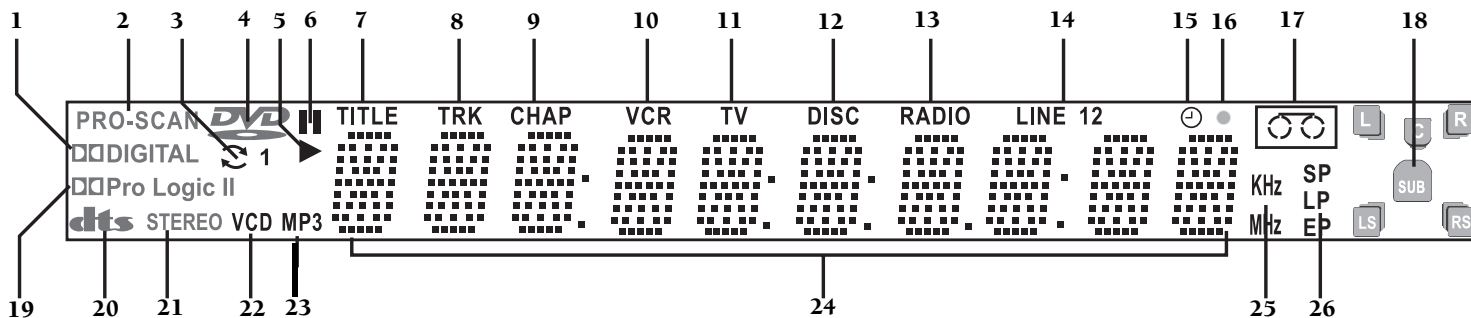 1 2 3 4 5 6 7 8 9 10 11 12 13 14 15 16 17 18
PRO-SCAN DVD TITLE TRK CHAP VCR TV DISC RADIO LINE 12 L C R
DIGITAL 1
Pro Logic II KHz SP SUB
LP
dts STEREO VCD MP3 MHz EP LS RS
19 20 21 22 23 24 25 26